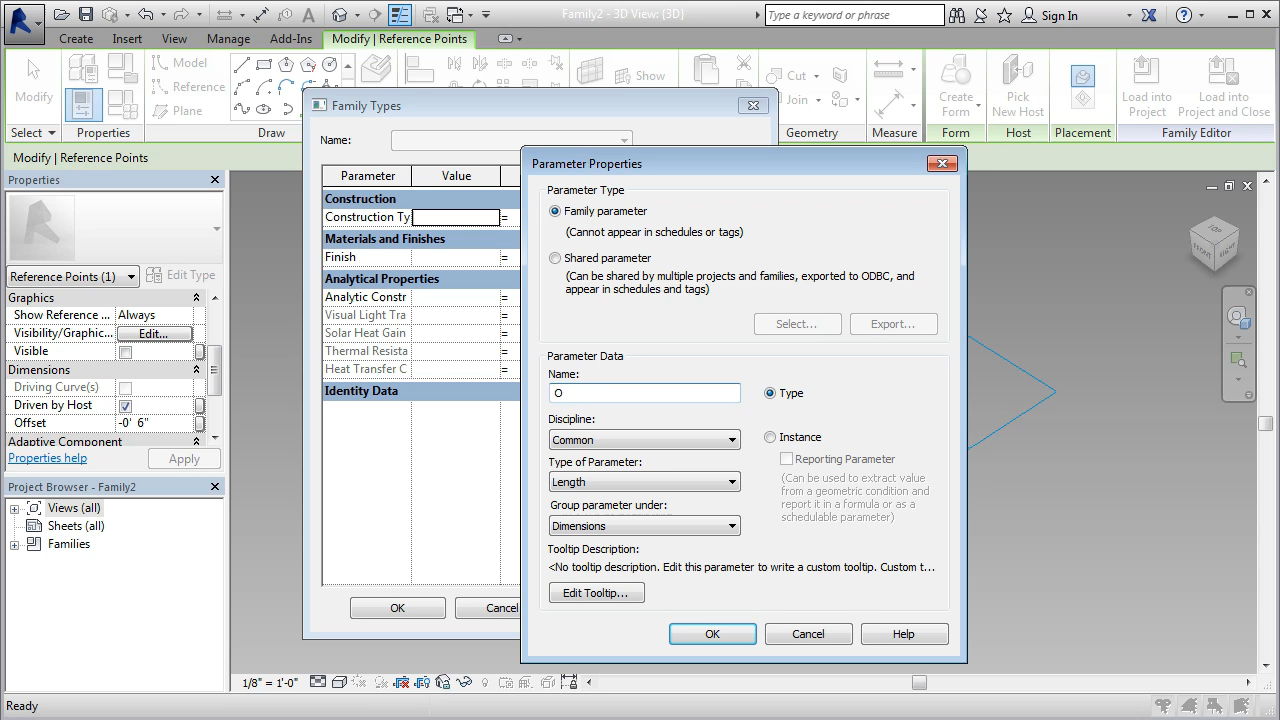 Family2 - 3D View: {3D}
Type a keyword or phrase
Sign In
Create Insert View Manage Add-Ins Modify | Reference Points
Modify
Model
Reference
Plane
Show
Cut
Join
Create Form
Pick New Host
Load into Project
Load into Project and Close
Select Properties Draw Geometry Measure Form Host Placement Family Editor
Modify | Reference Points
Properties
Reference Points (1)
Edit Type
Graphics
Show Reference ... Always
Visibility/Graphic... Edit...
Visible
Dimensions
Driving Curve(s)
Driven by Host
Offset -0' 6"
Adaptive Component
Properties help
Apply
Project Browser - Family2
Views (all)
Sheets (all)
Families
Family Types
Name:
Parameter Value
Construction
Construction Ty =
Materials and Finishes
Finish =
Analytical Properties
Analytic Constr =
Visual Light Tra =
Solar Heat Gain =
Thermal Resista =
Heat Transfer C =
Identity Data
OK Cancel
Parameter Properties
Parameter Type
Family parameter
(Cannot appear in schedules or tags)
Shared parameter
(Can be shared by multiple projects and families, exported to ODBC, and
appear in schedules and tags)
Select... Export...
Parameter Data
Name:
O
Type
Discipline:
Common
Instance
Reporting Parameter
Type of Parameter:
Length
(Can be used to extract value
from a geometric condition and
report it in a formula or as a
schedulable parameter)
Group parameter under:
Dimensions
Tooltip Description:
<No tooltip description. Edit this parameter to write a custom tooltip. Custom t...
Edit Tooltip...
OK Cancel Help
1/8" = 1'-0"
Ready